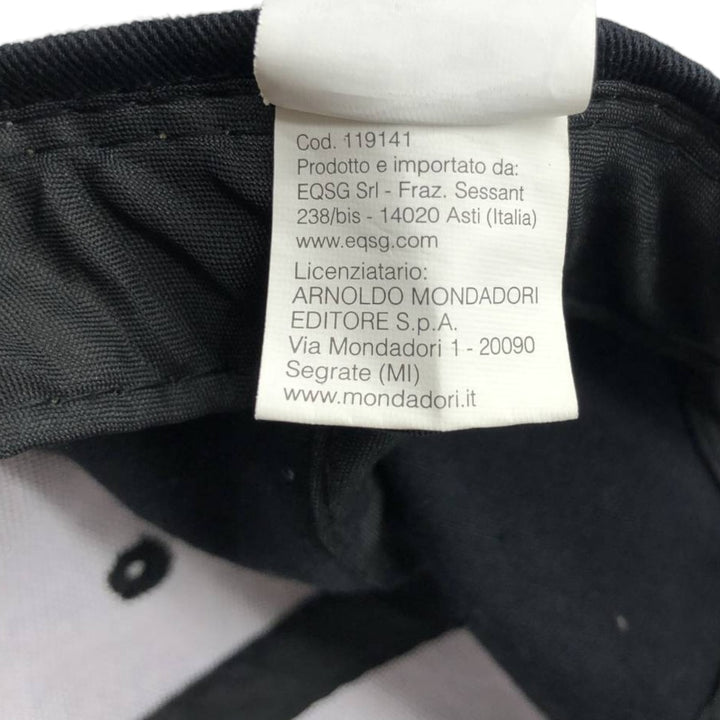 Cod. 119141
Prodotto e importato da:
EQSG Srl - Fraz. Sessant
238/bis - 14020 Asti (Italia)
www.eqsg.com
Licenziatario:
ARNOLDO MONDADORI
EDITORE S.p.A.
Via Mondadori 1 - 20090
Segrate (MI)
www.mondadori.it